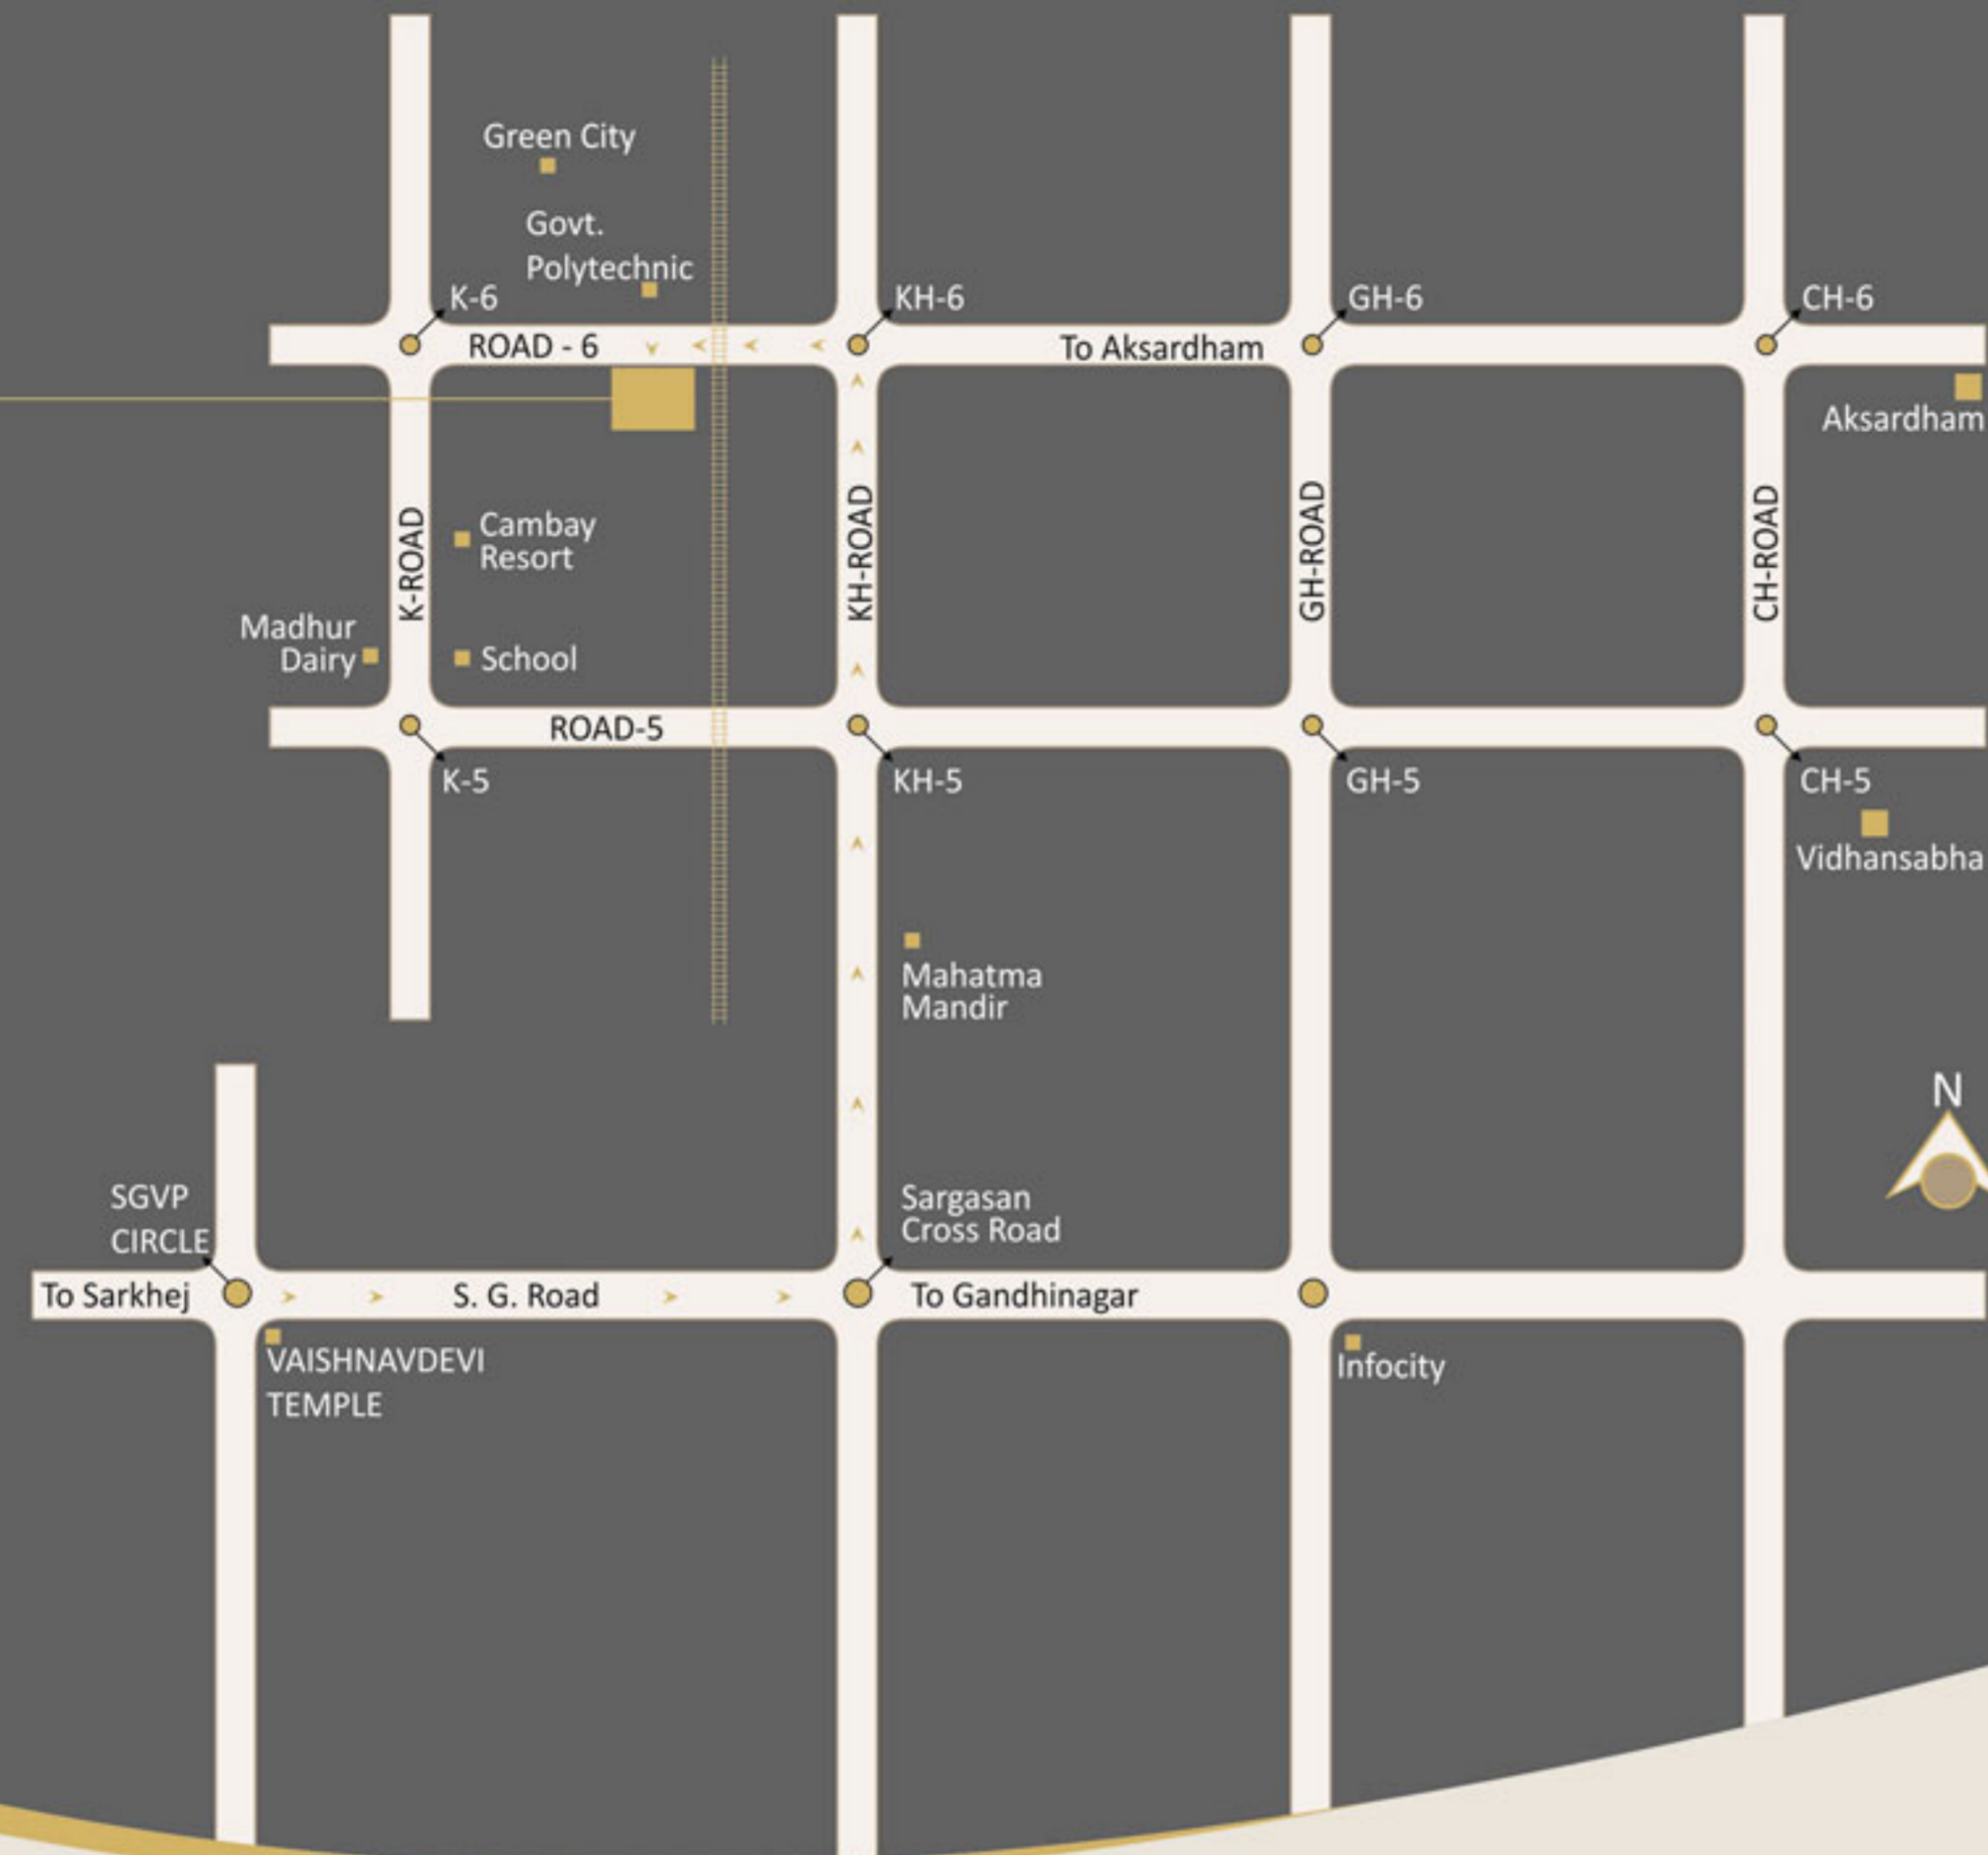 Green City
Govt.
Polytechnic
K-6
KH-6
GH-6
CH-6
ROAD - 6
To Aksardham
Aksardham
K-ROAD
KH-ROAD
GH-ROAD
CH-ROAD
Cambay
Resort
Madhur
Dairy
School
ROAD-5
K-5
KH-5
GH-5
CH-5
Vidhansabha
Mahatma
Mandir
N
SGVP
CIRCLE
Sargasan
Cross Road
To Sarkhej
S. G. Road
To Gandhinagar
VAISHNAVDEVI
TEMPLE
Infocity